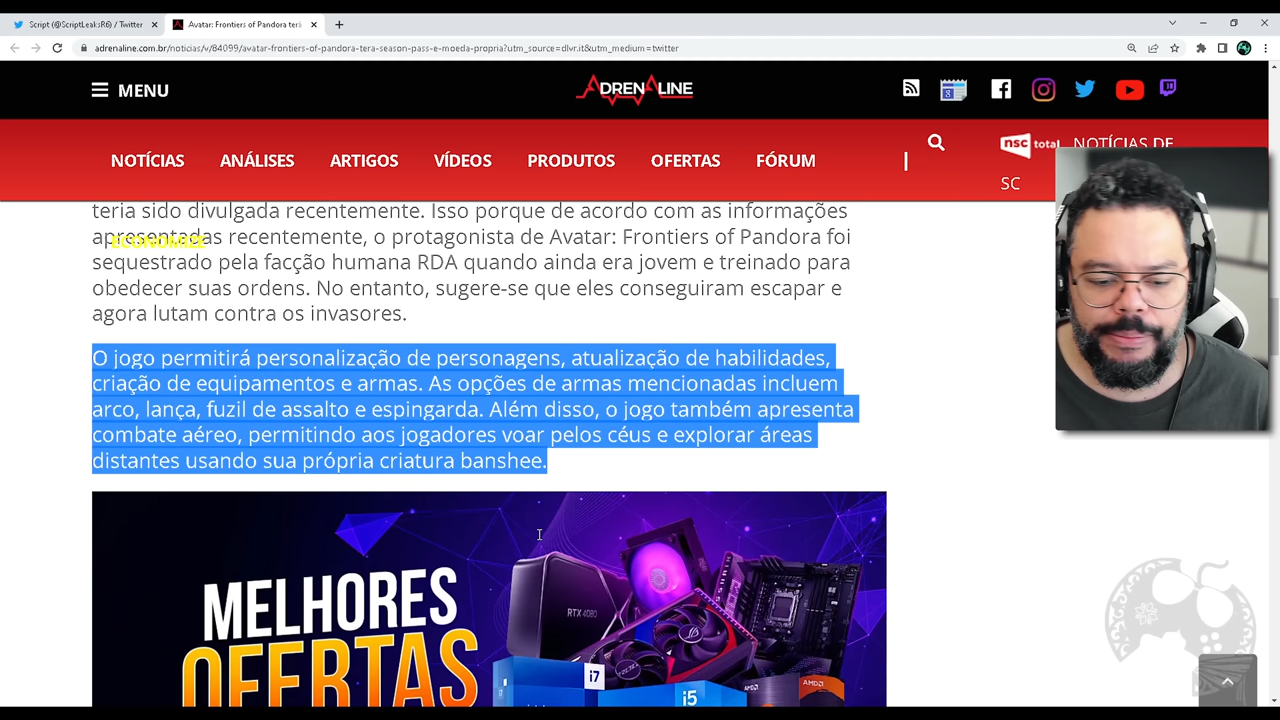 Script (@ScriptLeaksR6) / Twitter
Avatar: Frontiers of Pandora terá
adrenaline.com.br/noticias/v/84099/avatar-frontiers-of-pandora-tera-season-pass-e-moeda-propria?utm_source=dlvr.it&utm_medium=twitter
MENU
ADRENALINE
NOTÍCIAS ANÁLISES ARTIGOS VÍDEOS PRODUTOS OFERTAS FÓRUM |
nsc total NOTÍCIAS DE
SC
ECONOMIZE
teria sido divulgada recentemente. Isso porque de acordo com as informações
apresentadas recentemente, o protagonista de Avatar: Frontiers of Pandora foi
sequestrado pela facção humana RDA quando ainda era jovem e treinado para
obedecer suas ordens. No entanto, sugere-se que eles conseguiram escapar e
agora lutam contra os invasores.
O jogo permitirá personalização de personagens, atualização de habilidades,
criação de equipamentos e armas. As opções de armas mencionadas incluem
arco, lança, fuzil de assalto e espingarda. Além disso, o jogo também apresenta
combate aéreo, permitindo aos jogadores voar pelos céus e explorar áreas
distantes usando sua própria criatura banshee.
MELHORES
OFERTAS
RTX 4080
i7
i5
AMD